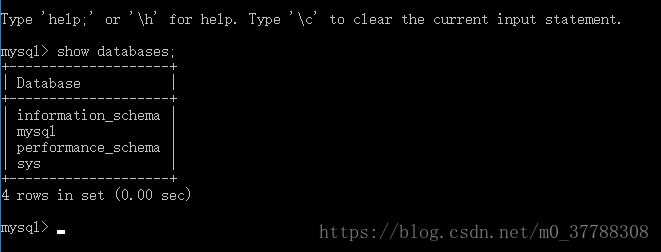 Type 'help;' or '\h' for help. Type '\c' to clear the current input statement.
mysql> show databases;
+--------------------+
| Database           |
+--------------------+
| information_schema |
| mysql              |
| performance_schema |
| sys                |
+--------------------+
4 rows in set (0.00 sec)
mysql>
https://blog.csdn.net/m0_37788308